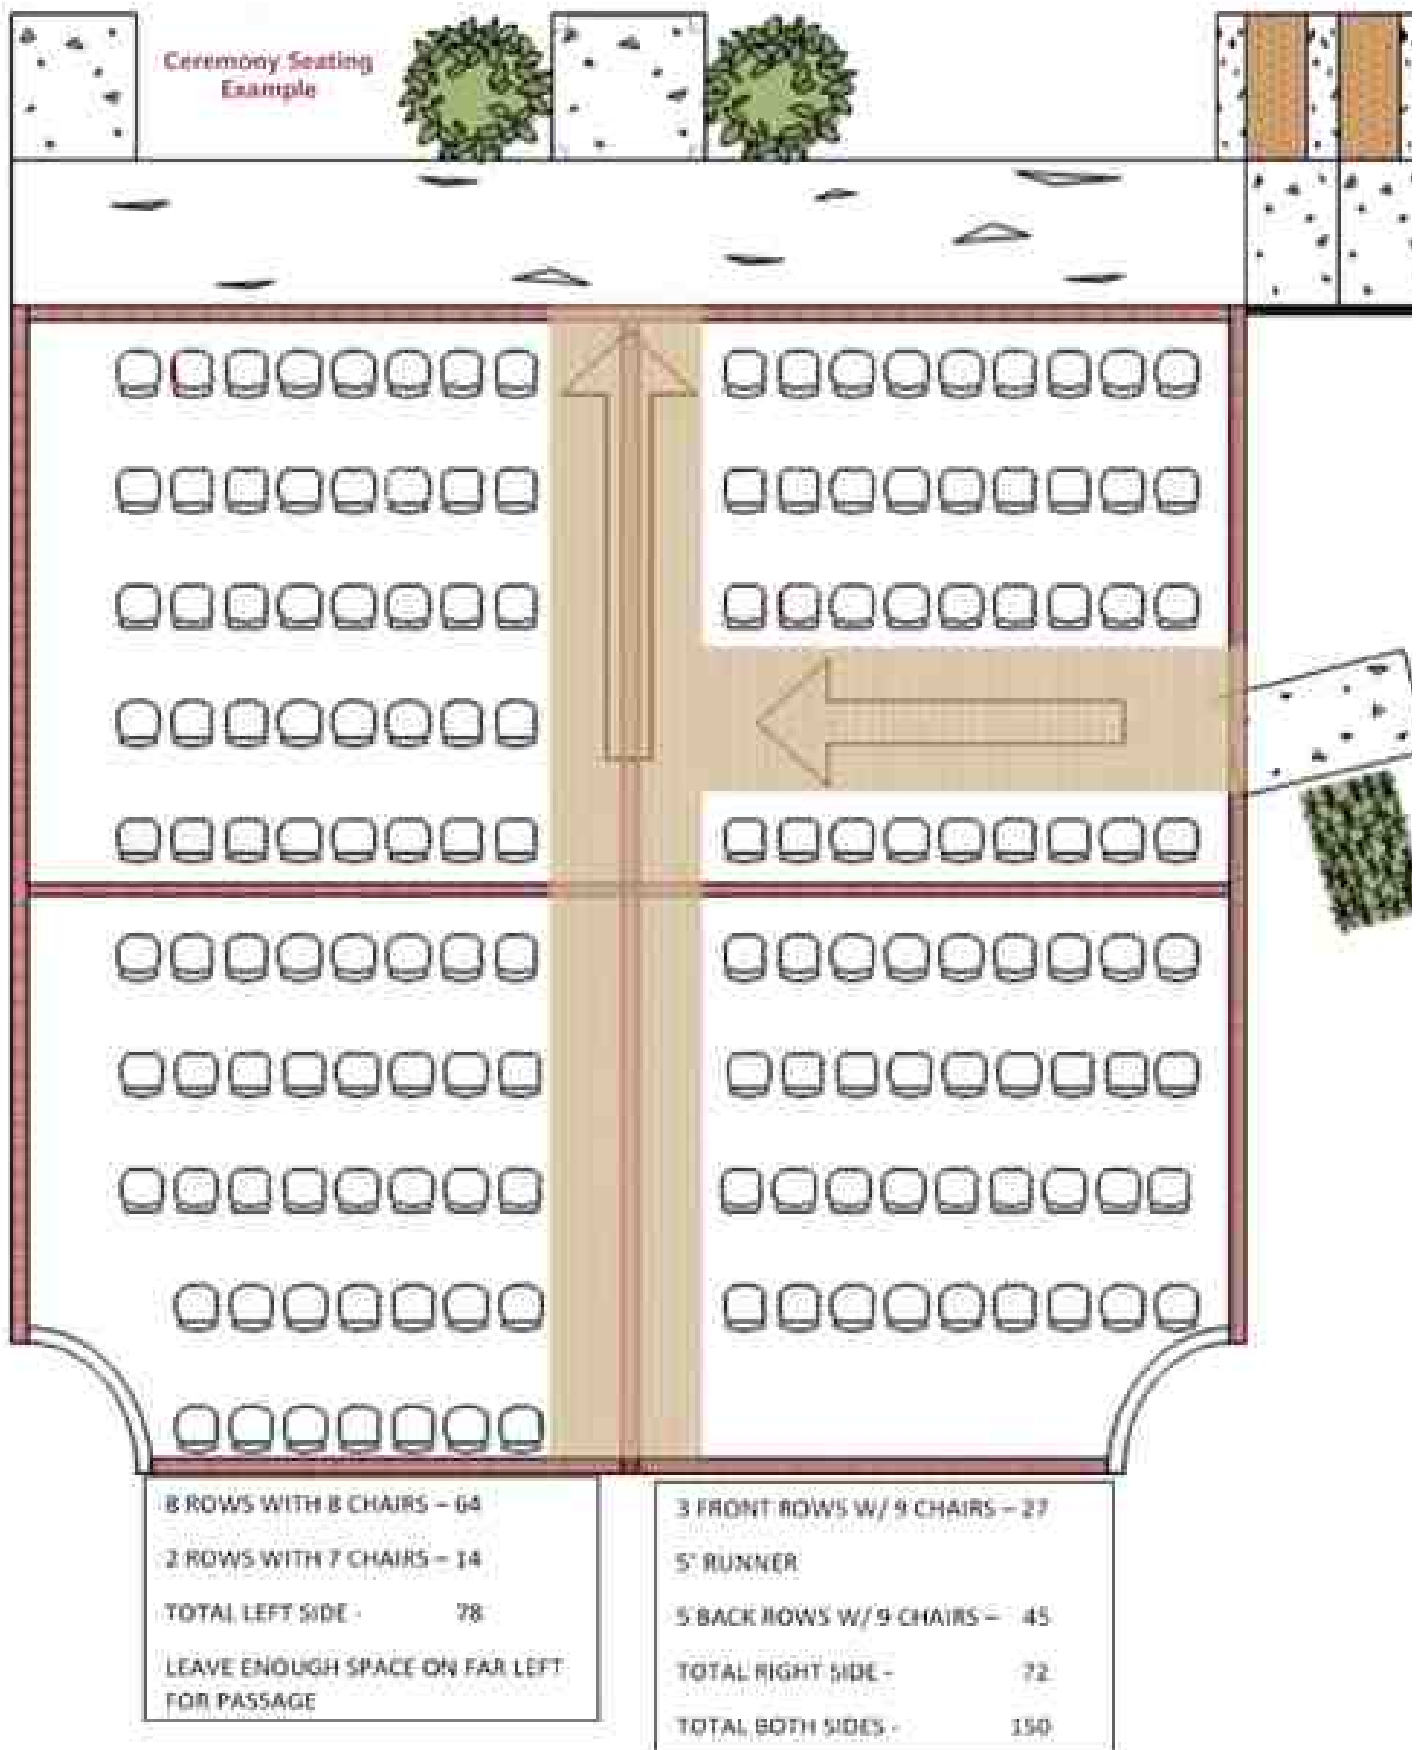 Ceremony Seating
Example
8 ROWS WITH 8 CHAIRS – 64
2 ROWS WITH 7 CHAIRS – 14
TOTAL LEFT SIDE - 78
LEAVE ENOUGH SPACE ON FAR LEFT
FOR PASSAGE
3 FRONT ROWS W/ 9 CHAIRS – 27
5' RUNNER
5 BACK ROWS W/ 9 CHAIRS – 45
TOTAL RIGHT SIDE - 72
TOTAL BOTH SIDES - 150